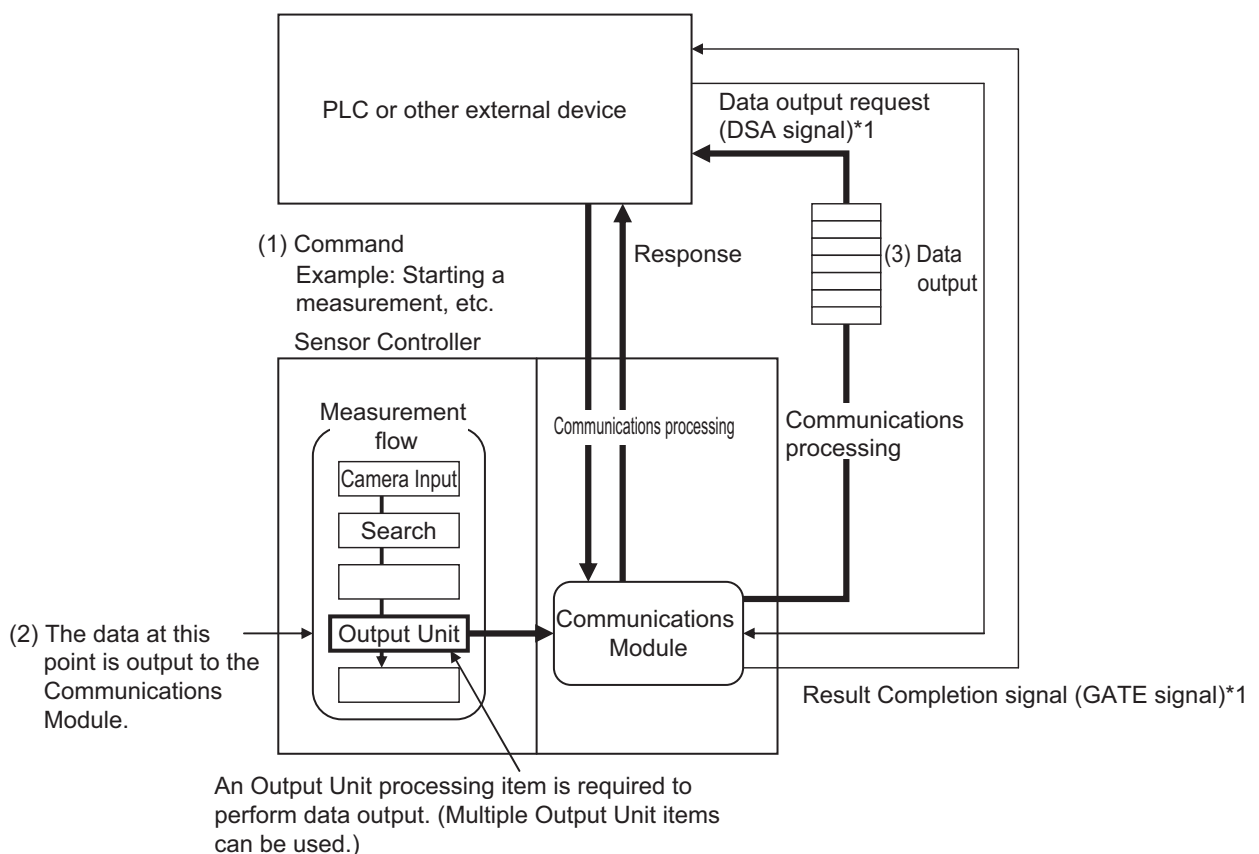 PLC or other external device
Data output request
(DSA signal)*1
(1) Command
Example: Starting a
measurement, etc.
Response
(3) Data
output
Sensor Controller
Measurement
flow
Communications processing
Communications
processing
Camera Input
Search
(2) The data at this
point is output to the
Communications
Module.
Output Unit
Communications
Module
Result Completion signal (GATE signal)*1
An Output Unit processing item is required to
perform data output. (Multiple Output Unit items
can be used.)